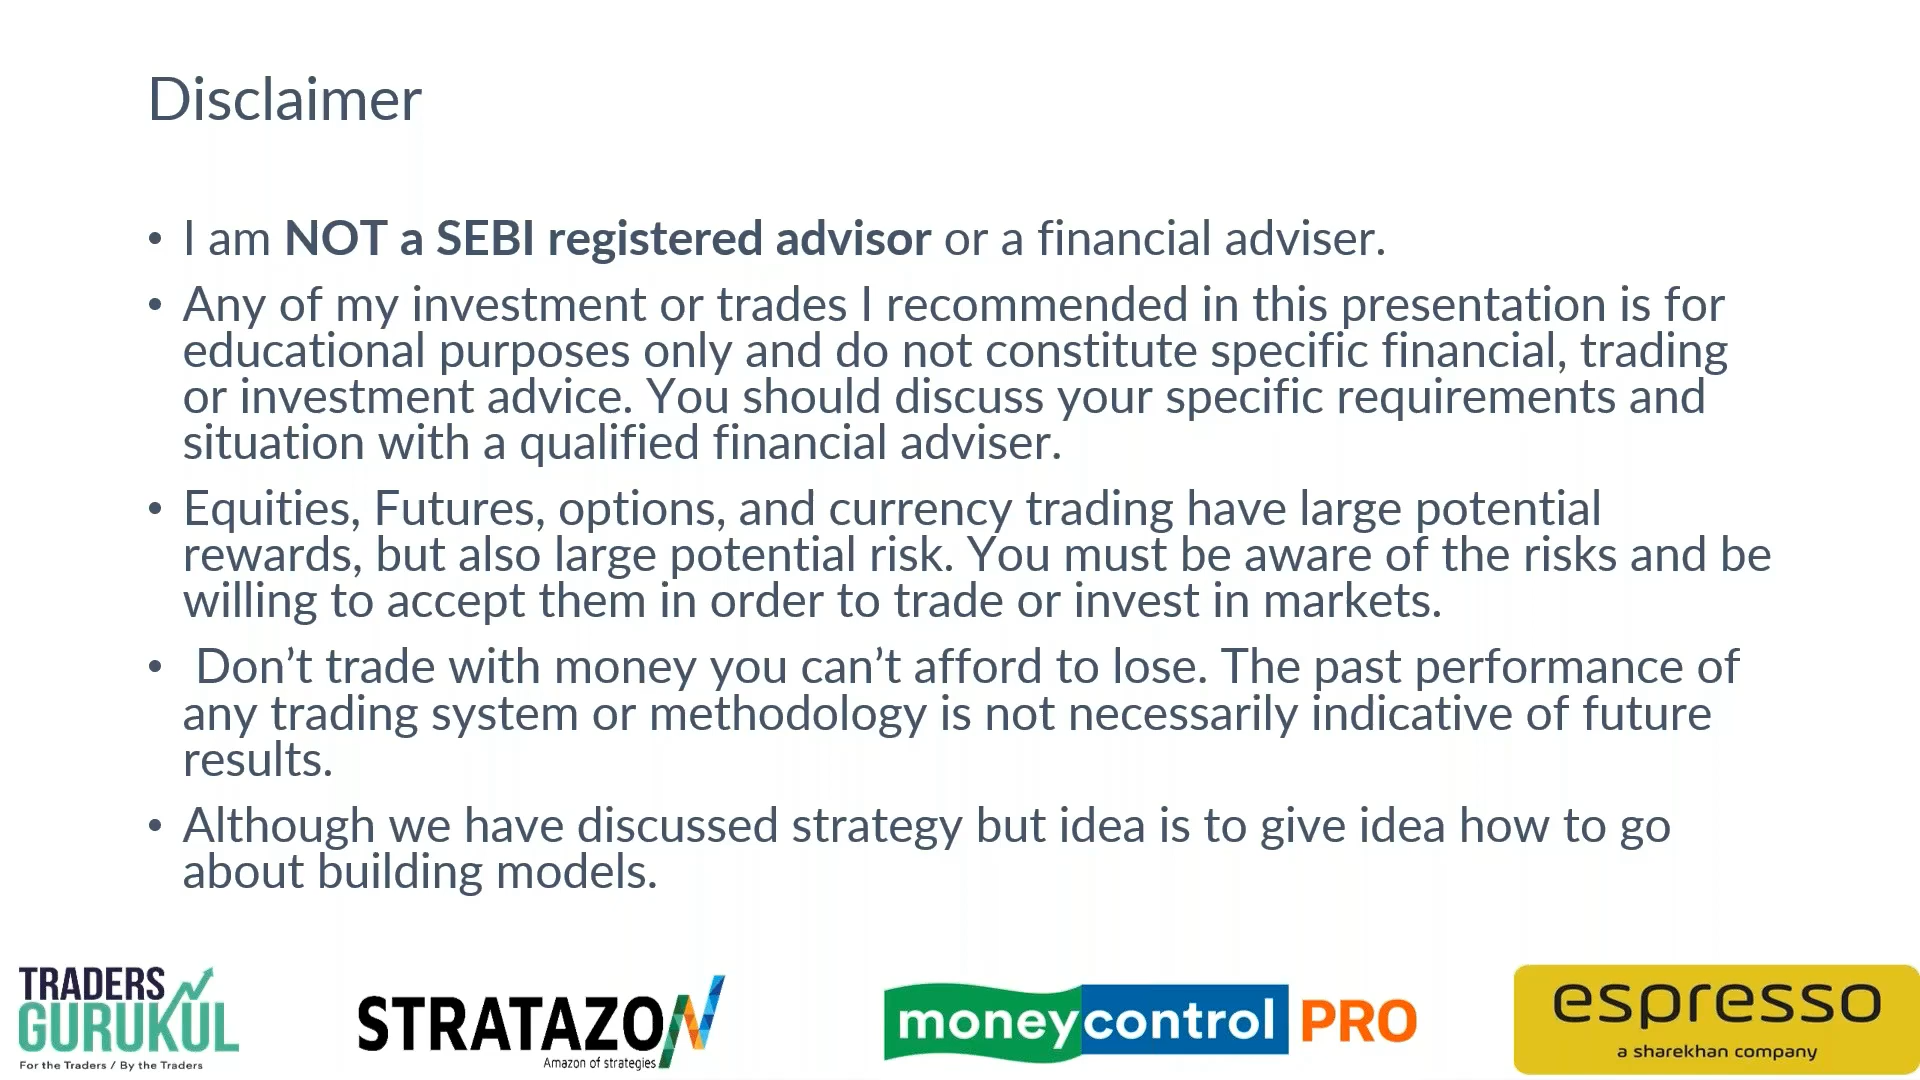 Disclaimer
• I am NOT a SEBI registered advisor or a financial adviser.
• Any of my investment or trades I recommended in this presentation is for
educational purposes only and do not constitute specific financial, trading
or investment advice. You should discuss your specific requirements and
situation with a qualified financial adviser.
• Equities, Futures, options, and currency trading have large potential
rewards, but also large potential risk. You must be aware of the risks and be
willing to accept them in order to trade or invest in markets.
• Don’t trade with money you can’t afford to lose. The past performance of
any trading system or methodology is not necessarily indicative of future
results.
• Although we have discussed strategy but idea is to give idea how to go
about building models.
TRADERS
GURUKUL
For the Traders / By the Traders
STRATAZON
Amazon of strategies
moneycontrol PRO
espresso
a sharekhan company